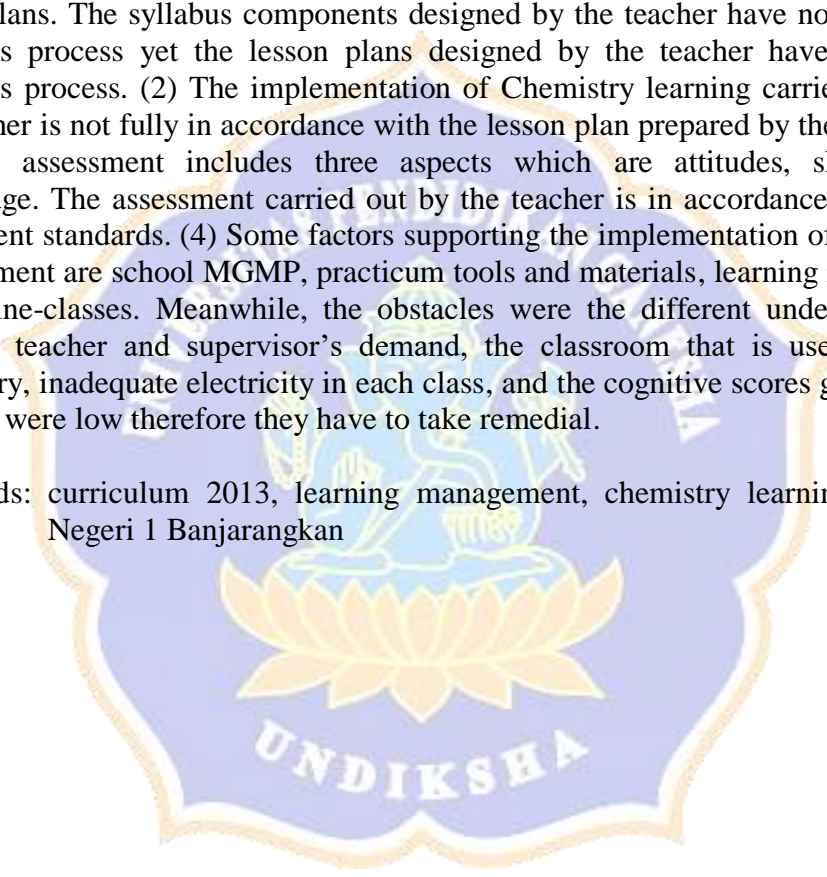 lans. The syllabus components designed by the teacher have no
s process yet the lesson plans designed by the teacher have
s process. (2) The implementation of Chemistry learning carrie
her is not fully in accordance with the lesson plan prepared by the
assessment includes three aspects which are attitudes, s
ge. The assessment carried out by the teacher is in accordance
ent standards. (4) Some factors supporting the implementation of
ment are school MGMP, practicum tools and materials, learning
ine-classes. Meanwhile, the obstacles were the different unde
teacher and supervisor's demand, the classroom that is use
ry, inadequate electricity in each class, and the cognitive scores g
were low therefore they have to take remedial.
ds: curriculum 2013, learning management, chemistry learnin
Negeri 1 Banjarangkan
UNIVERSITAS PENDIDIKAN GANESHA
UNDIKSHA